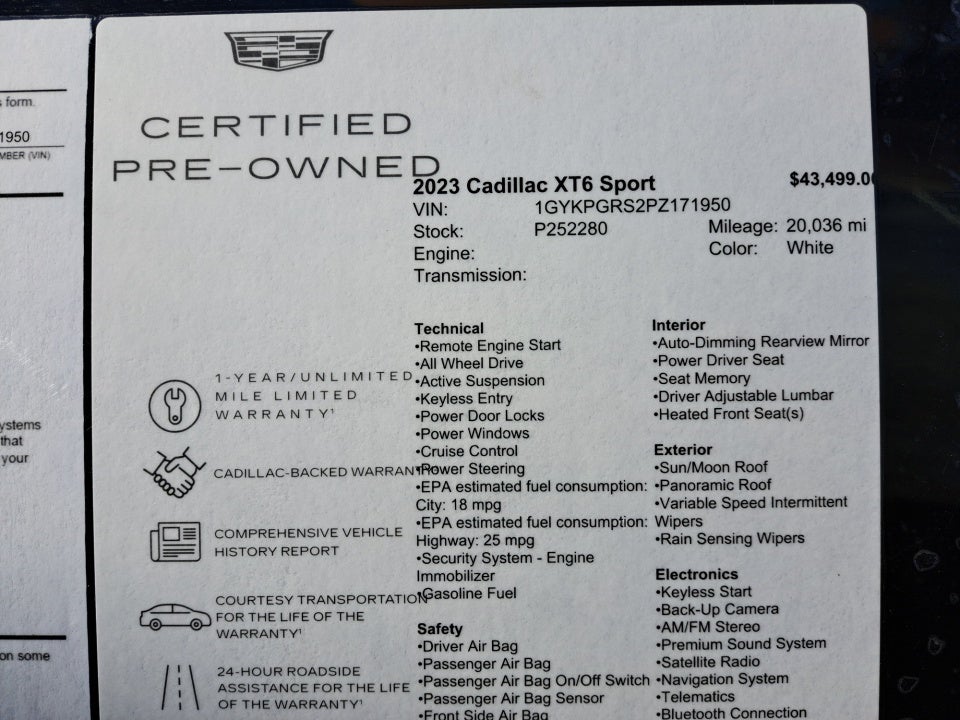 s form.
1950
MBER (VIN)
ystems
that
your
on some
CERTIFIED
PRE-OWNED
2023 Cadillac XT6 Sport $43,499.0
VIN: 1GYKPGRS2PZ171950
Stock: P252280 Mileage: 20,036 mi
Engine: Color: White
Transmission:
1-YEAR/UNLIMITED
MILE LIMITED
WARRANTY¹
CADILLAC-BACKED WARRANTY
COMPREHENSIVE VEHICLE
HISTORY REPORT
COURTESY TRANSPORTATION
FOR THE LIFE OF THE
WARRANTY¹
24-HOUR ROADSIDE
ASSISTANCE FOR THE LIFE
OF THE WARRANTY¹
Technical
•Remote Engine Start
•All Wheel Drive
•Active Suspension
•Keyless Entry
•Power Door Locks
•Power Windows
•Cruise Control
•Power Steering
•EPA estimated fuel consumption:
City: 18 mpg
•EPA estimated fuel consumption:
Highway: 25 mpg
•Security System - Engine
Immobilizer
•Gasoline Fuel
Safety
•Driver Air Bag
•Passenger Air Bag
•Passenger Air Bag On/Off Switch
•Passenger Air Bag Sensor
•Front Side Air Bag
Interior
•Auto-Dimming Rearview Mirror
•Power Driver Seat
•Seat Memory
•Driver Adjustable Lumbar
•Heated Front Seat(s)
Exterior
•Sun/Moon Roof
•Panoramic Roof
•Variable Speed Intermittent
Wipers
•Rain Sensing Wipers
Electronics
•Keyless Start
•Back-Up Camera
•AM/FM Stereo
•Premium Sound System
•Satellite Radio
•Navigation System
•Telematics
•Bluetooth Connection